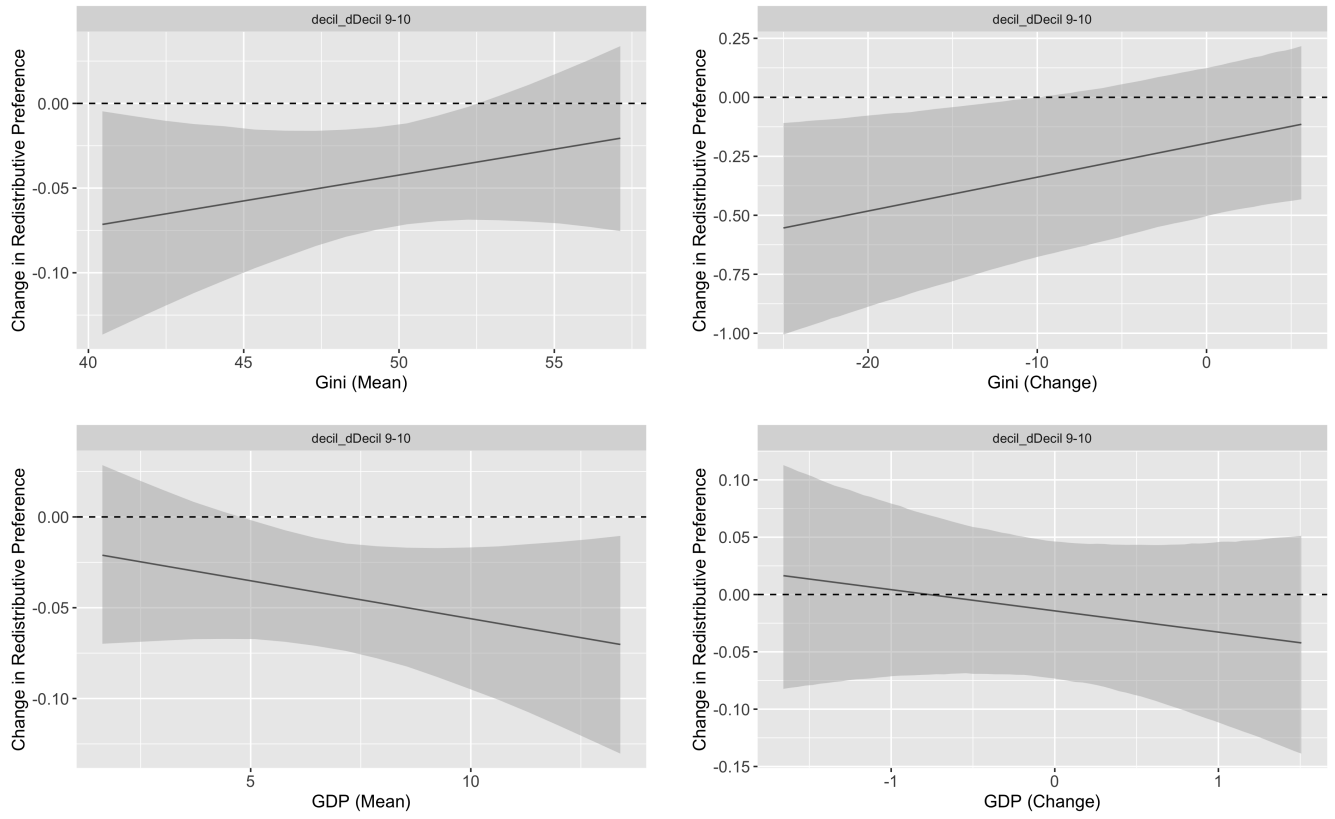 decil_dDecil 9-10
Change in Redistributive Preference
0.00
-0.05
-0.10
40 45 50 55
Gini (Mean)
decil_dDecil 9-10
Change in Redistributive Preference
0.25
0.00
-0.25
-0.50
-0.75
-1.00
-20 -10 0
Gini (Change)
decil_dDecil 9-10
Change in Redistributive Preference
0.00
-0.05
-0.10
5 10
GDP (Mean)
decil_dDecil 9-10
Change in Redistributive Preference
0.10
0.05
0.00
-0.05
-0.10
-0.15
-1 0 1
GDP (Change)